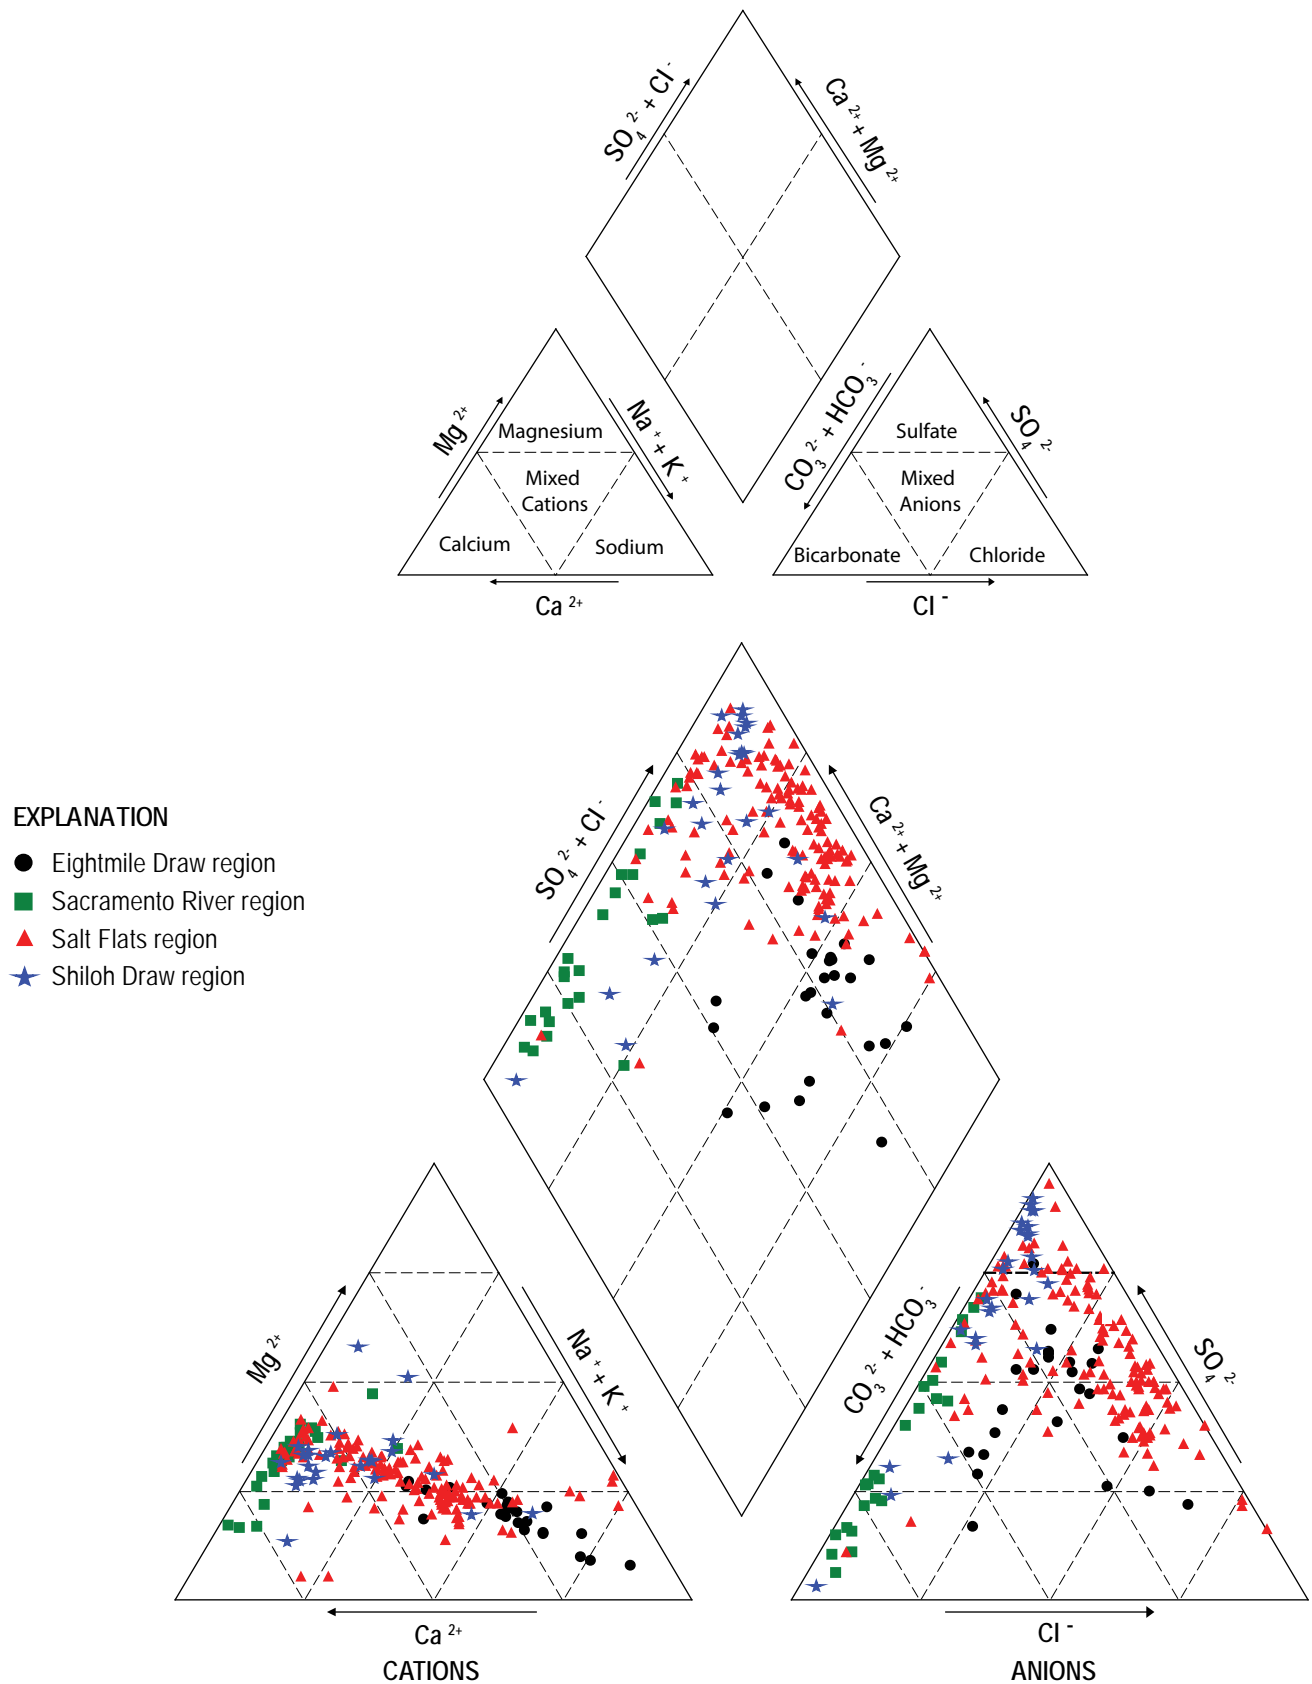 SO₄²⁻ + Cl⁻
Ca²⁺ + Mg²⁺
Mg²⁺
Na⁺ + K⁺
CO₃²⁻ + HCO₃⁻
SO₄²⁻
Magnesium
Mixed
Cations
Calcium
Sodium
Sulfate
Mixed
Anions
Bicarbonate
Chloride
Ca²⁺
Cl⁻
EXPLANATION
Eightmile Draw region
Sacramento River region
Salt Flats region
Shiloh Draw region
SO₄²⁻ + Cl⁻
Ca²⁺ + Mg²⁺
Mg²⁺
Na⁺ + K⁺
CO₃²⁻ + HCO₃⁻
SO₄²⁻
Ca²⁺
Cl⁻
CATIONS
ANIONS